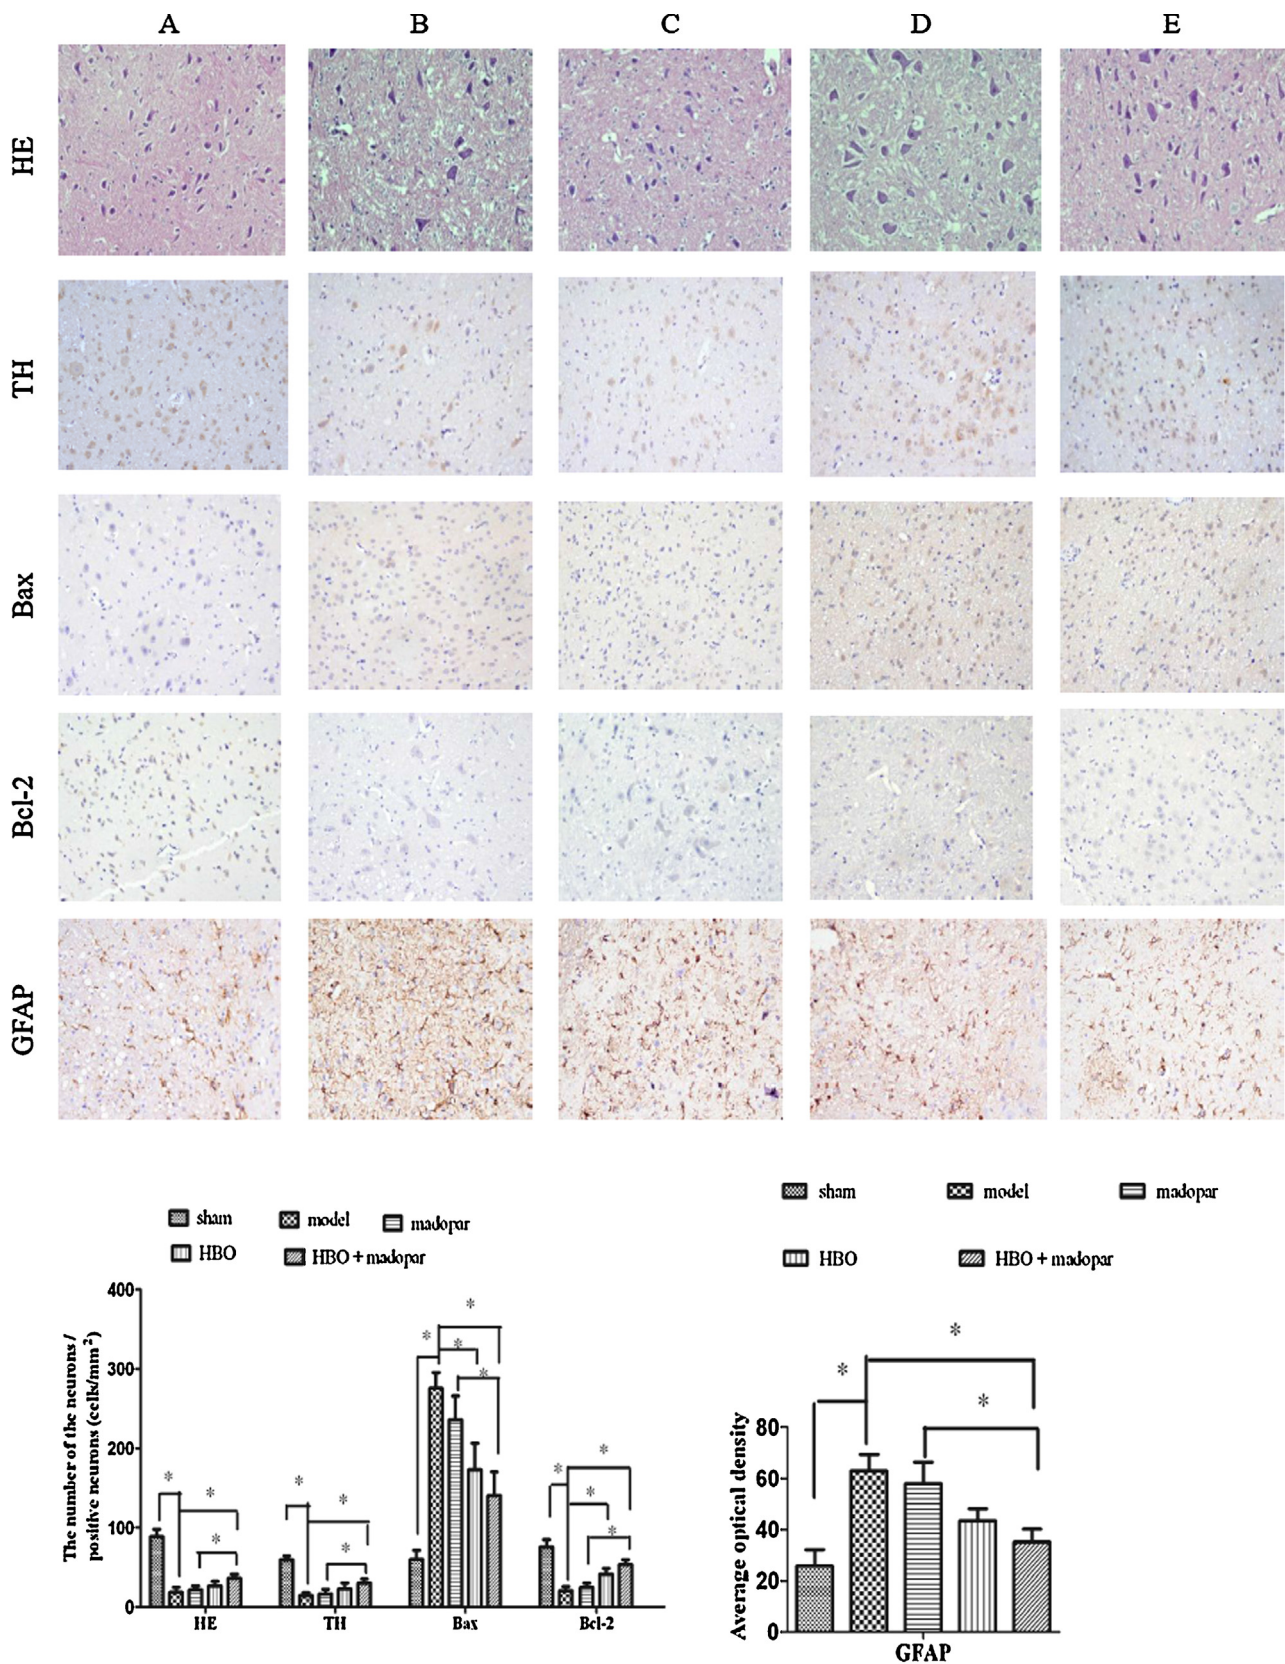 A B C D E
HE
TH
Bax
Bcl-2
GFAP
sham model madopar
HBO HBO + madopar
The number of the neurons /
positive neurons (celk/mm²)
400
300
200
100
0
* * *
* * *
* * * *
* * * *
HE TH Bax Bcl-2
sham model madopar
HBO HBO + madopar
Average optical density
80
60
40
20
0
* * *
GFAP